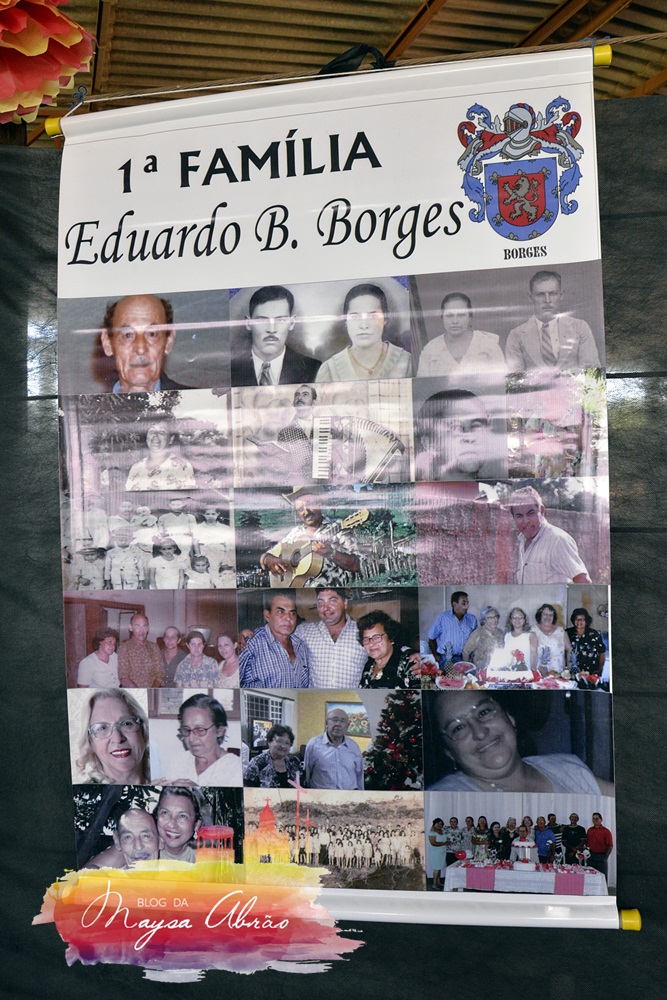 1ª FAMÍLIA
Eduardo B. Borges
BORGES
BLOG DA
Maysa Abrão